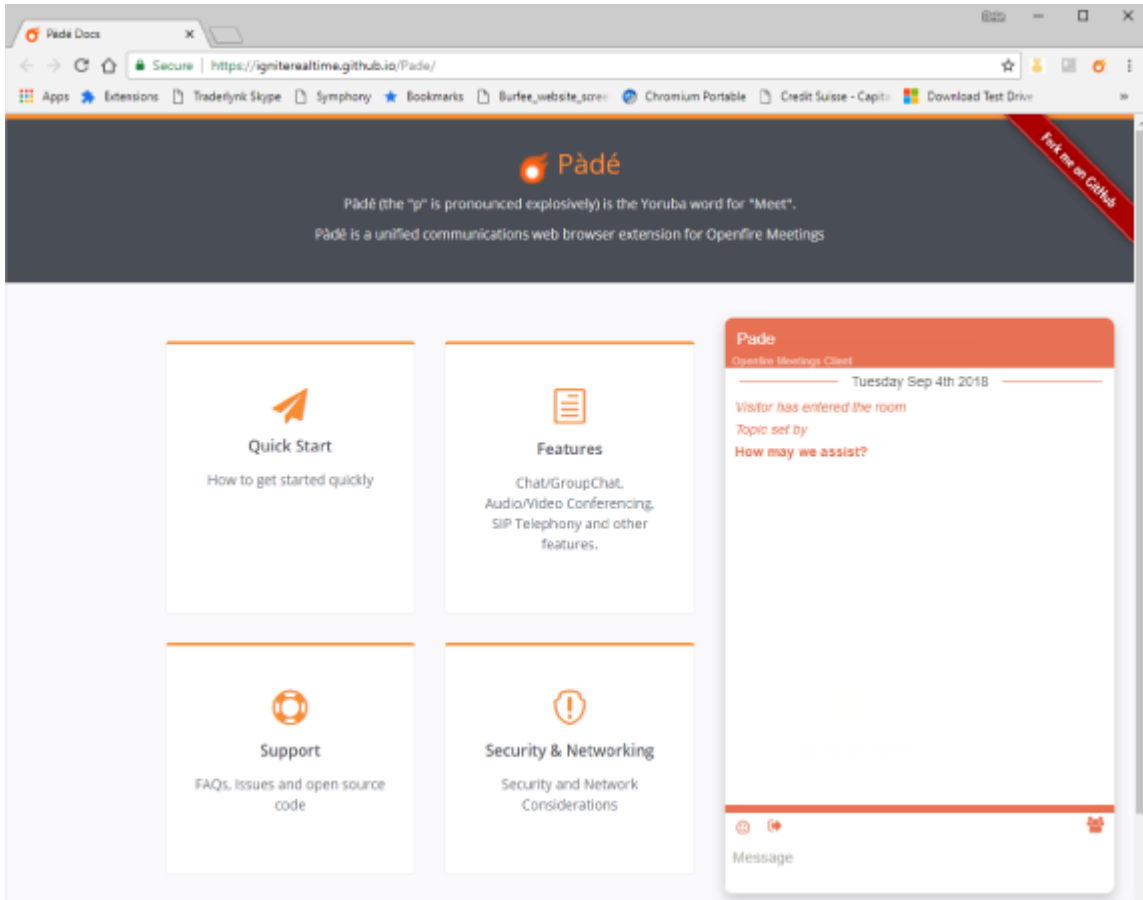 Pàdé Docs
Secure | https://igniterealtime.github.io/Pade/
Apps Extensions Traderlynk Skype Symphony Bookmarks Burfee_website_scree Chromium Portable Credit Suisse - Capita Download Test Drive »
Fork me on GitHub
Pàdé
Pàdé (the "p" is pronounced explosively) is the Yoruba word for "Meet".
Pàdé is a unified communications web browser extension for Openfire Meetings
Quick Start
How to get started quickly
Features
Chat/GroupChat,
Audio/Video Conferencing,
SIP Telephony and other
features.
Support
FAQs, Issues and open source
code
Security & Networking
Security and Network
Considerations
Pade
Openfire Meetings Client
Tuesday Sep 4th 2018
Visitor has entered the room
Topic set by
How may we assist?
Message